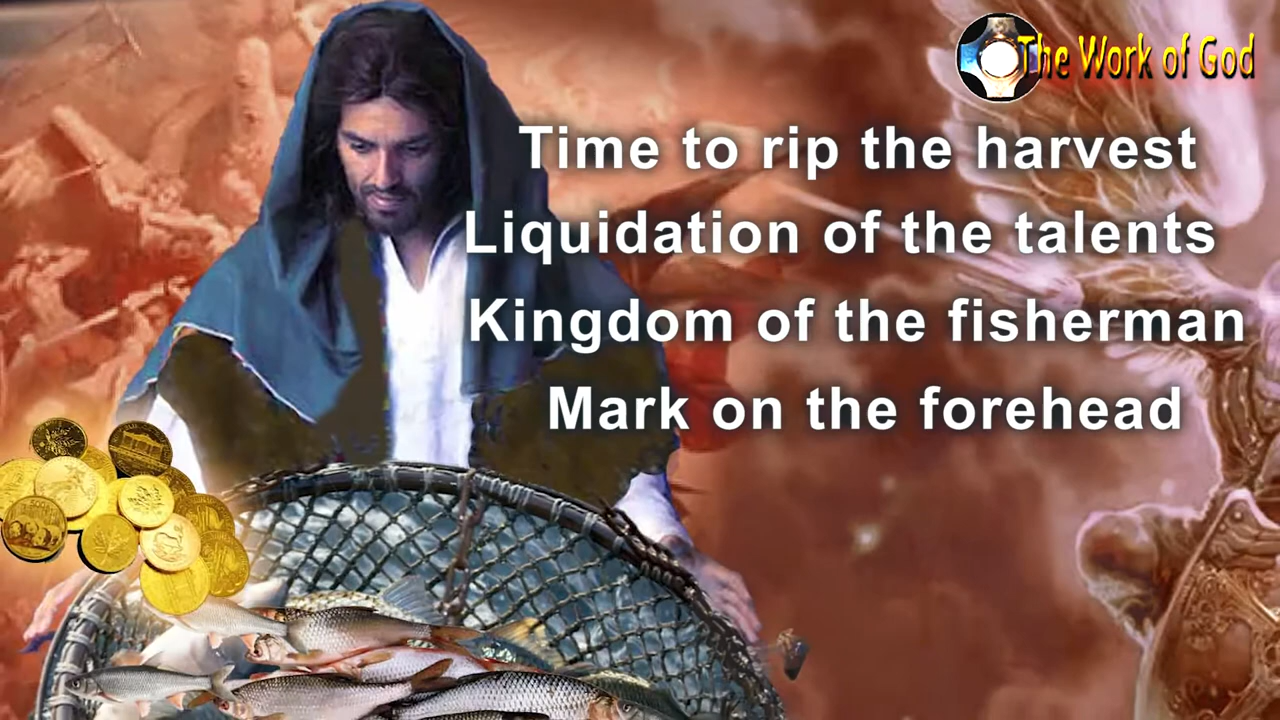 The Work of God
Time to rip the harvest
Liquidation of the talents
Kingdom of the fisherman
Mark on the forehead